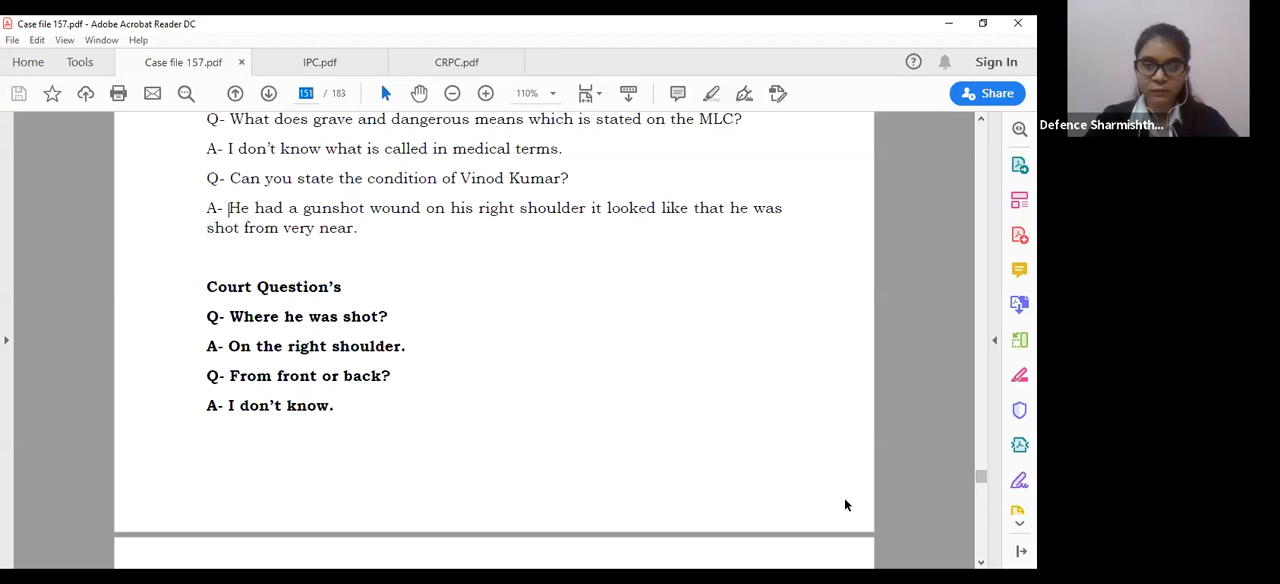 Case file 157.pdf - Adobe Acrobat Reader DC
File Edit View Window Help
Home Tools Case file 157.pdf × IPC.pdf CRPC.pdf Sign In
151 / 183 110% Share
Q- What does grave and dangerous means which is stated on the MLC?
A- I don't know what is called in medical terms.
Q- Can you state the condition of Vinod Kumar?
A- He had a gunshot wound on his right shoulder it looked like that he was
shot from very near.
Court Question's
Q- Where he was shot?
A- On the right shoulder.
Q- From front or back?
A- I don't know.
Defence Sharmishth...